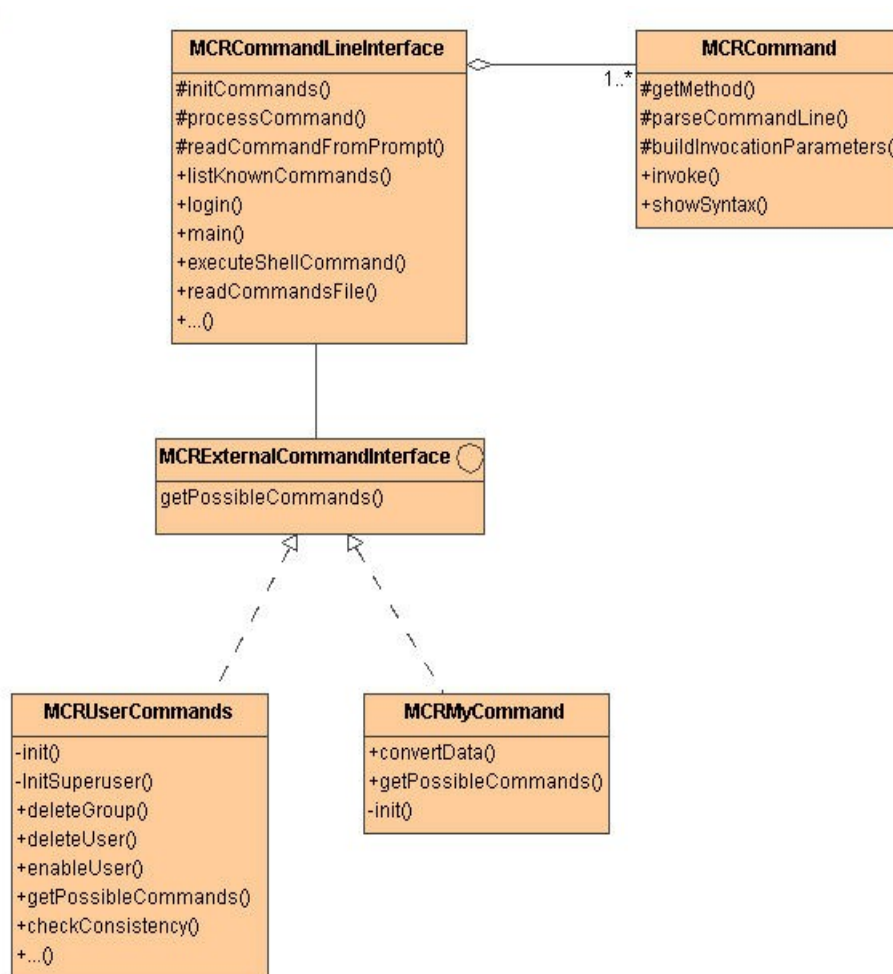 MCRCommandLineInterface
#initCommands()
#processCommand()
#readCommandFromPrompt()
+listKnownCommands()
+login()
+main()
+executeShellCommand()
+readCommandsFile()
+...()
1..*
MCRCommand
#getMethod()
#parseCommandLine()
#buildInvocationParameters()
+invoke()
+showSyntax()
MCRExternalCommandInterface
getPossibleCommands()
MCRUserCommands
-init()
-InitSuperuser()
+deleteGroup()
+deleteUser()
+enableUser()
+getPossibleCommands()
+checkConsistency()
+...()
MCRMyCommand
+convertData()
+getPossibleCommands()
-init()